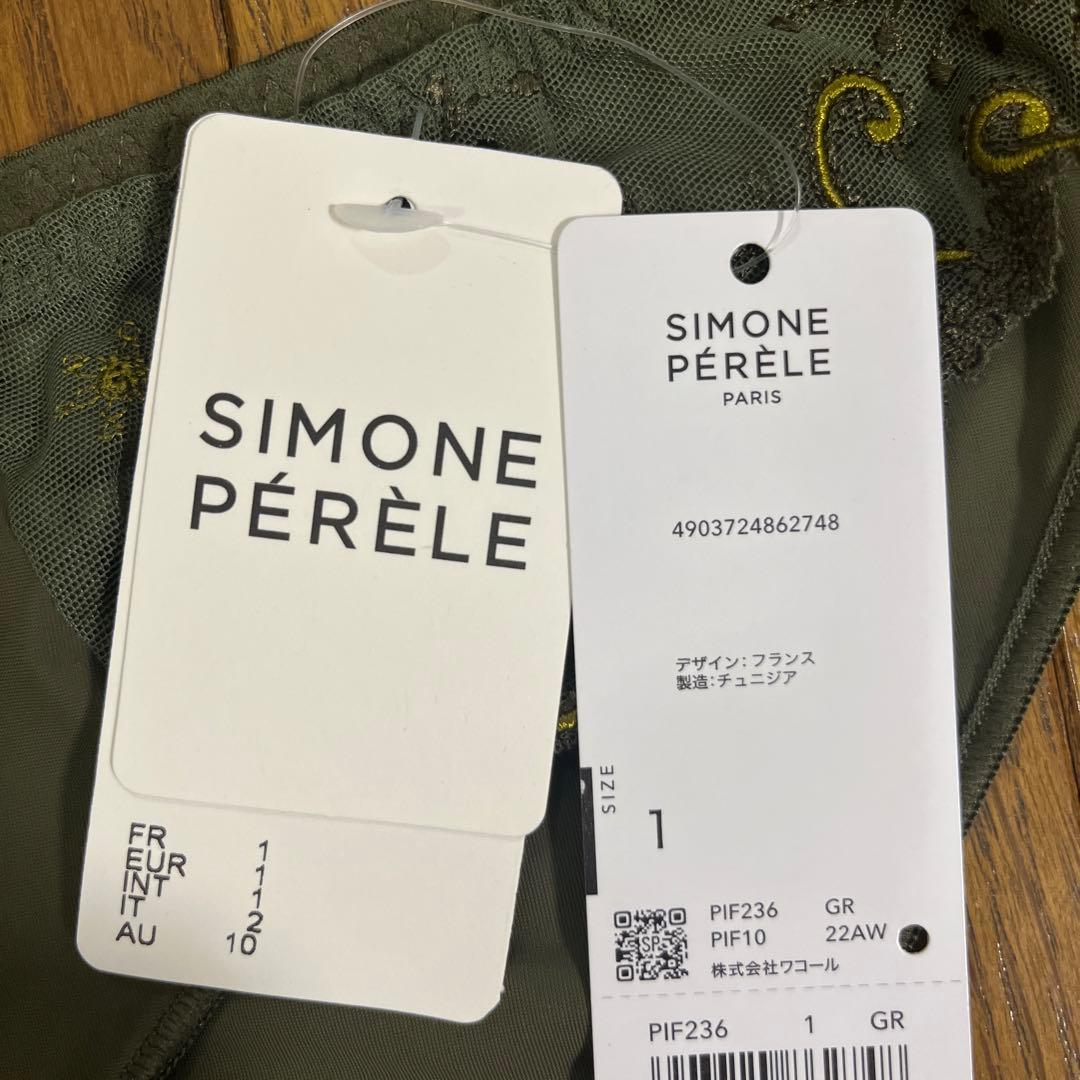 SIMONE
PÉRÈLE
FR 1
EUR 1
INT 1
IT 2
AU 10
SIMONE
PÉRÈLE
PARIS
4903724862748
デザイン:フランス
製造:チュニジア
SIZE
1
PIF236 GR
PIF10 22AW
株式会社ワコール
SP
PIF236 1 GR